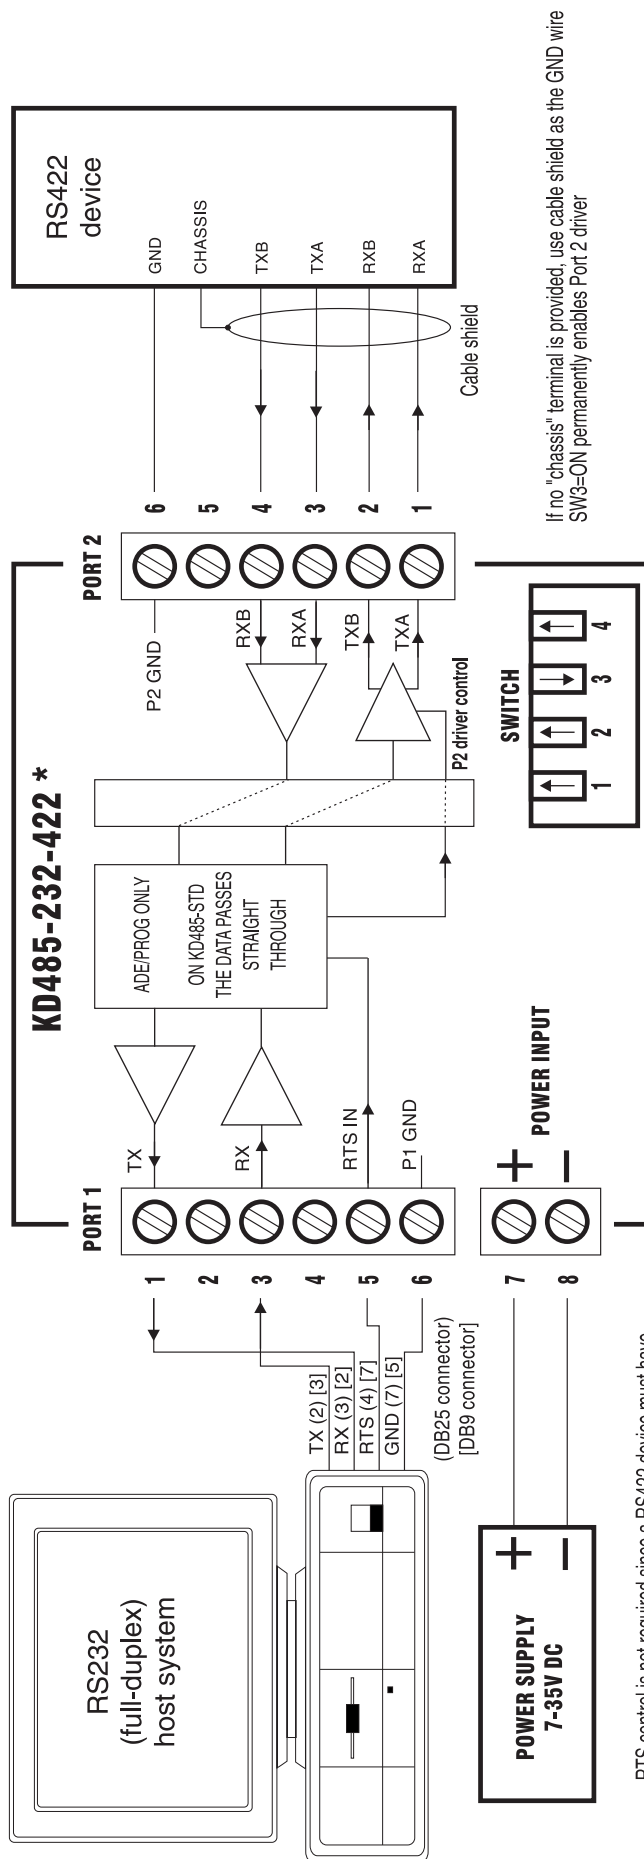 RS232
(full-duplex)
host system
TX (2) [3]
RX (3) [2]
RTS (4) [7]
GND (7) [5]
(DB25 connector)
[DB9 connector]
POWER SUPPLY
7-35V DC
+
–
KD485-232-422 *
PORT 1
1
2
3
4
5
6
TX
RX
RTS IN
P1 GND
7
8
+
–
POWER INPUT
ADE/PROG ONLY
ON KD485-STD
THE DATA PASSES
STRAIGHT
THROUGH
P2 GND
RXB
RXA
TXB
TXA
P2 driver control
PORT 2
6
5
4
3
2
1
SWITCH
1
2
3
4
RS422
device
GND
CHASSIS
TXB
TXA
RXB
RXA
Cable shield
If no "chassis" terminal is provided, use cable shield as the GND wire
SW3=ON permanently enables Port 2 driver
RTS control is not required since a RS422 device must have